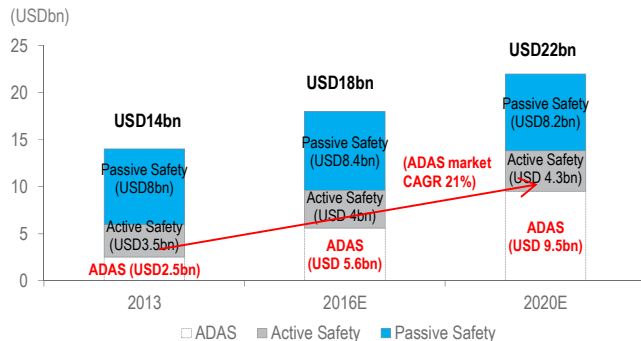 (USDbn)
25
20
15
10
5
0
USD14bn
Passive Safety
(USD8bn)
Active Safety
(USD3.5bn)
ADAS (USD2.5bn)
USD18bn
Passive Safety
(USD8.4bn)
Active Safety
(USD 4bn)
ADAS
(USD 5.6bn)
(ADAS market
CAGR 21%)
USD22bn
Passive Safety
(USD8.2bn)
Active Safety
(USD 4.3bn)
ADAS
(USD 9.5bn)
2013
2016E
2020E
ADAS
Active Safety
Passive Safety